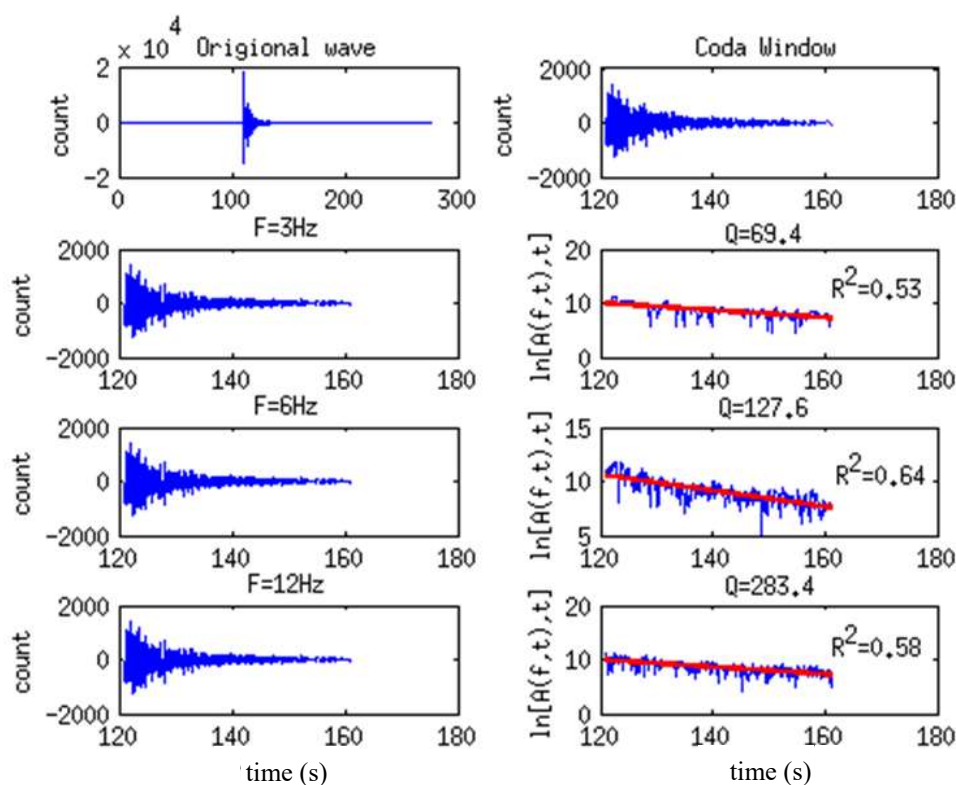 × 10^4 Origional wave
2
0
-2
count
0 100 200 300
Coda Window
2000
0
-2000
count
120 140 160 180
F=3Hz
2000
0
-2000
count
120 140 160 180
Q=69.4
20
10
0
ln[A(f,t),t]
R^2=0.53
120 140 160 180
F=6Hz
2000
0
-2000
count
120 140 160 180
Q=127.6
15
10
5
ln[A(f,t),t]
R^2=0.64
120 140 160 180
F=12Hz
2000
0
-2000
count
120 140 160 180
time (s)
Q=283.4
20
10
0
ln[A(f,t),t]
R^2=0.58
120 140 160 180
time (s)